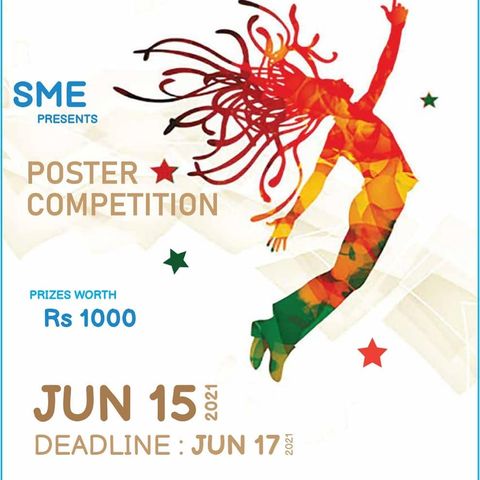 SME
PRESENTS
POSTER
COMPETITION
PRIZES WORTH
Rs 1000
JUN 15 2021
DEADLINE : JUN 17 2021